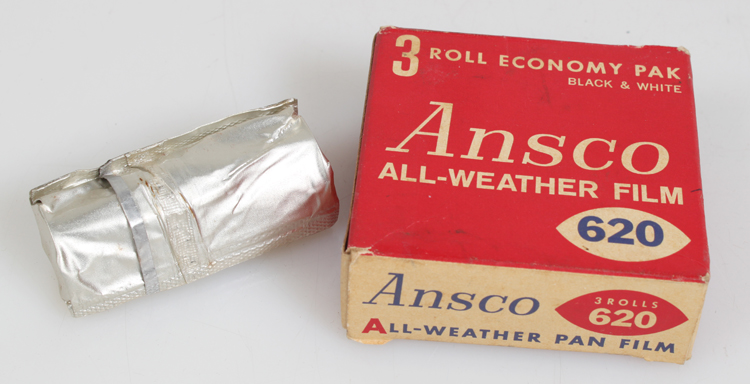 3 ROLL ECONOMY PAK
BLACK & WHITE
Ansco
ALL-WEATHER FILM
620
Ansco
3 ROLLS
620
ALL-WEATHER PAN FILM